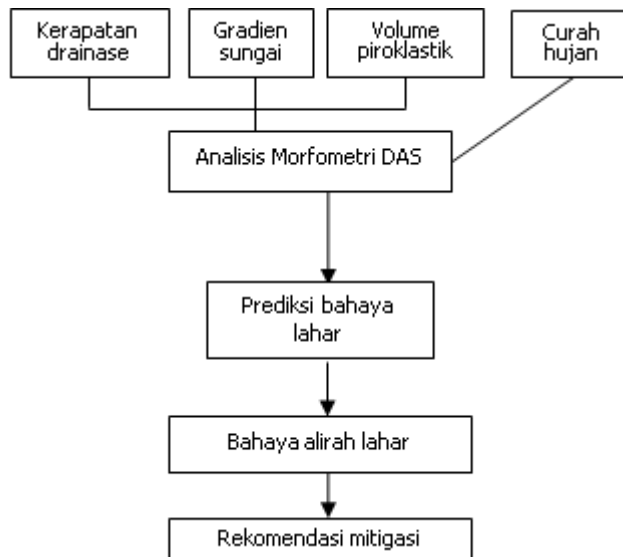 Kerapatan
drainase
Gradien
sungai
Volume
piroklastik
Curah
hujan
Analisis Morfometri DAS
Prediksi bahaya
lahar
Bahaya alirah lahar
Rekomendasi mitigasi